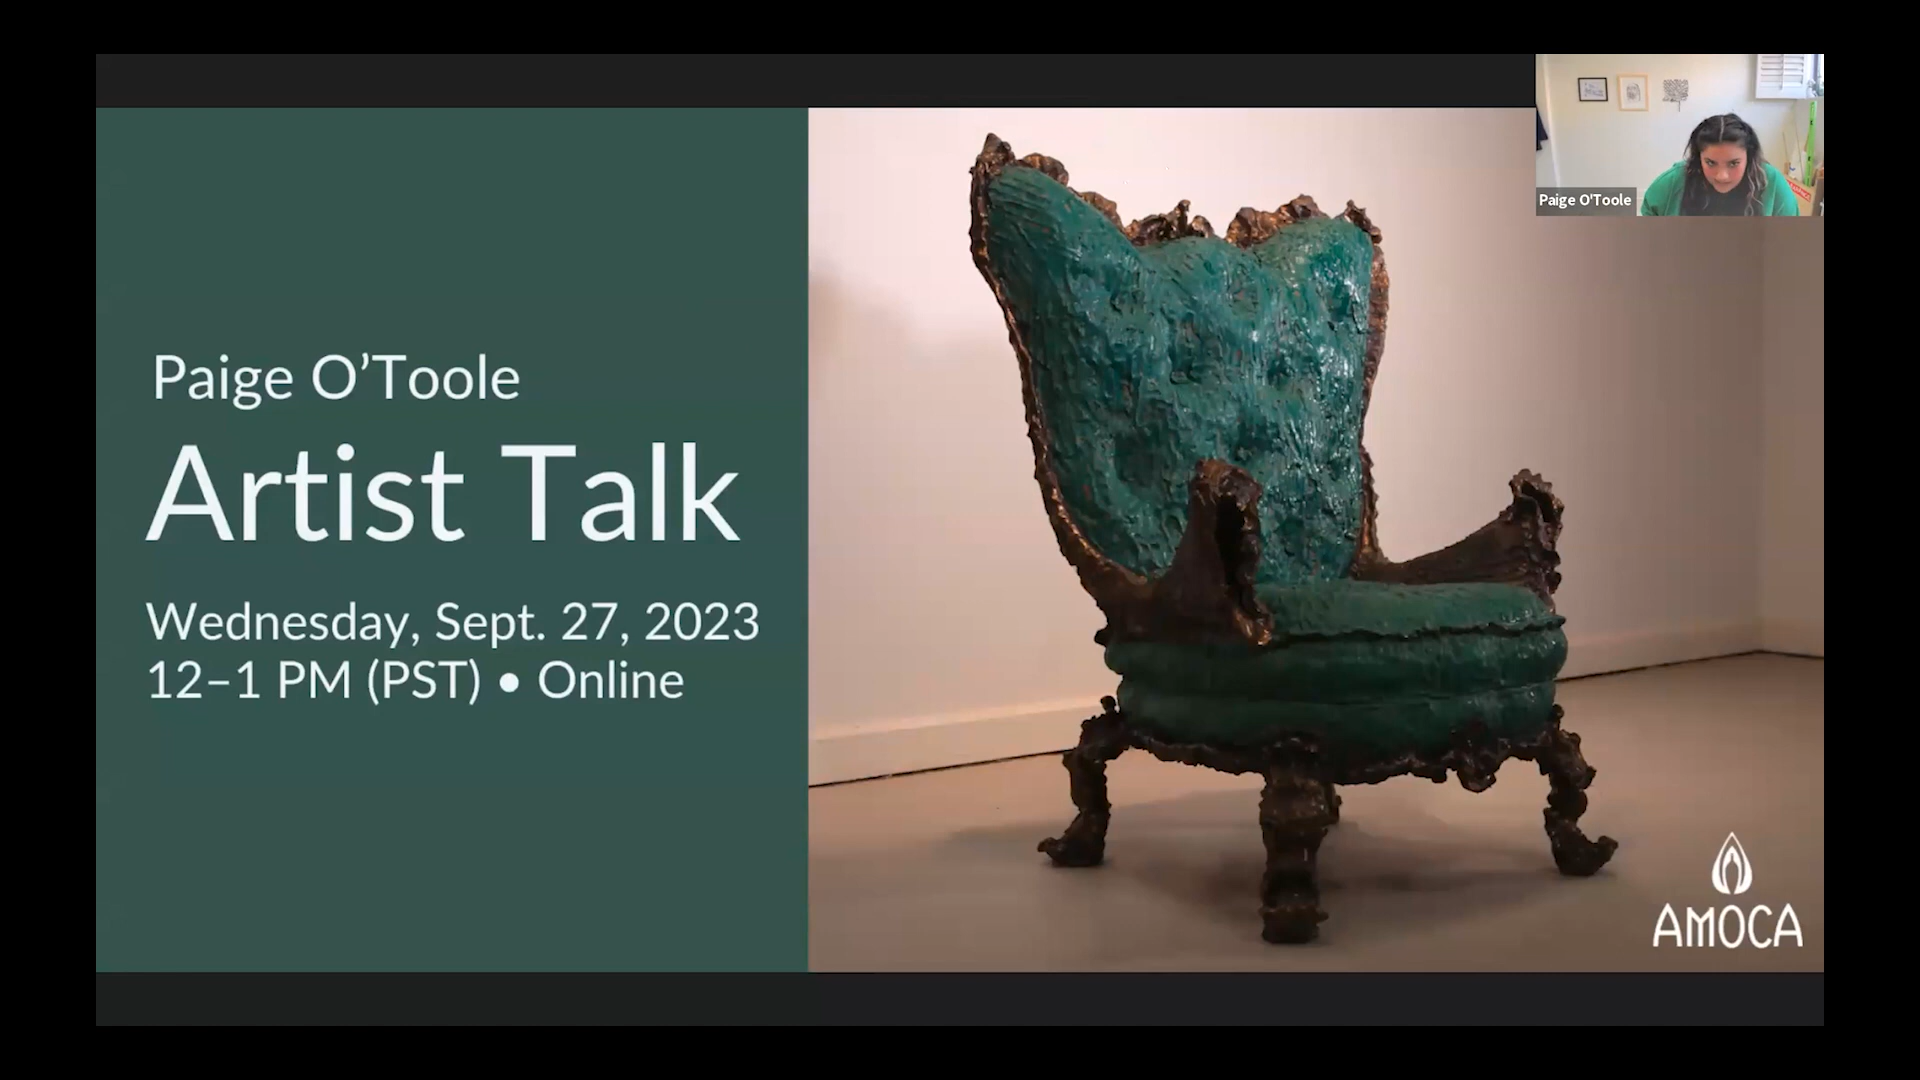 Paige O'Toole
Paige O’Toole
Artist Talk
Wednesday, Sept. 27, 2023
12–1 PM (PST) • Online
AMOCA